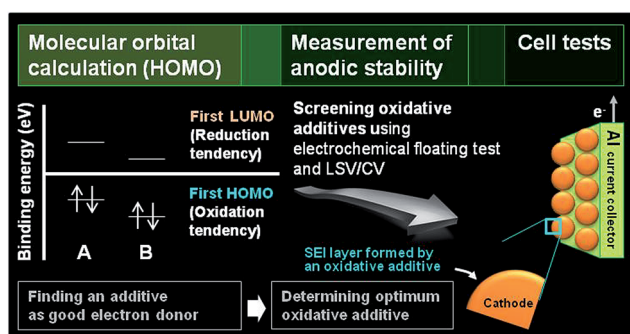 Molecular orbital
calculation (HOMO)
Measurement of
anodic stability
Cell tests
Binding energy (eV)
First LUMO
(Reduction
tendency)
First HOMO
(Oxidation
tendency)
A
B
Screening oxidative
additives using
electrochemical floating test
and LSV/CV
e-
Al
current collector
SEI layer formed by
an oxidative additive
Cathode
Finding an additive
as good electron donor
Determining optimum
oxidative additive